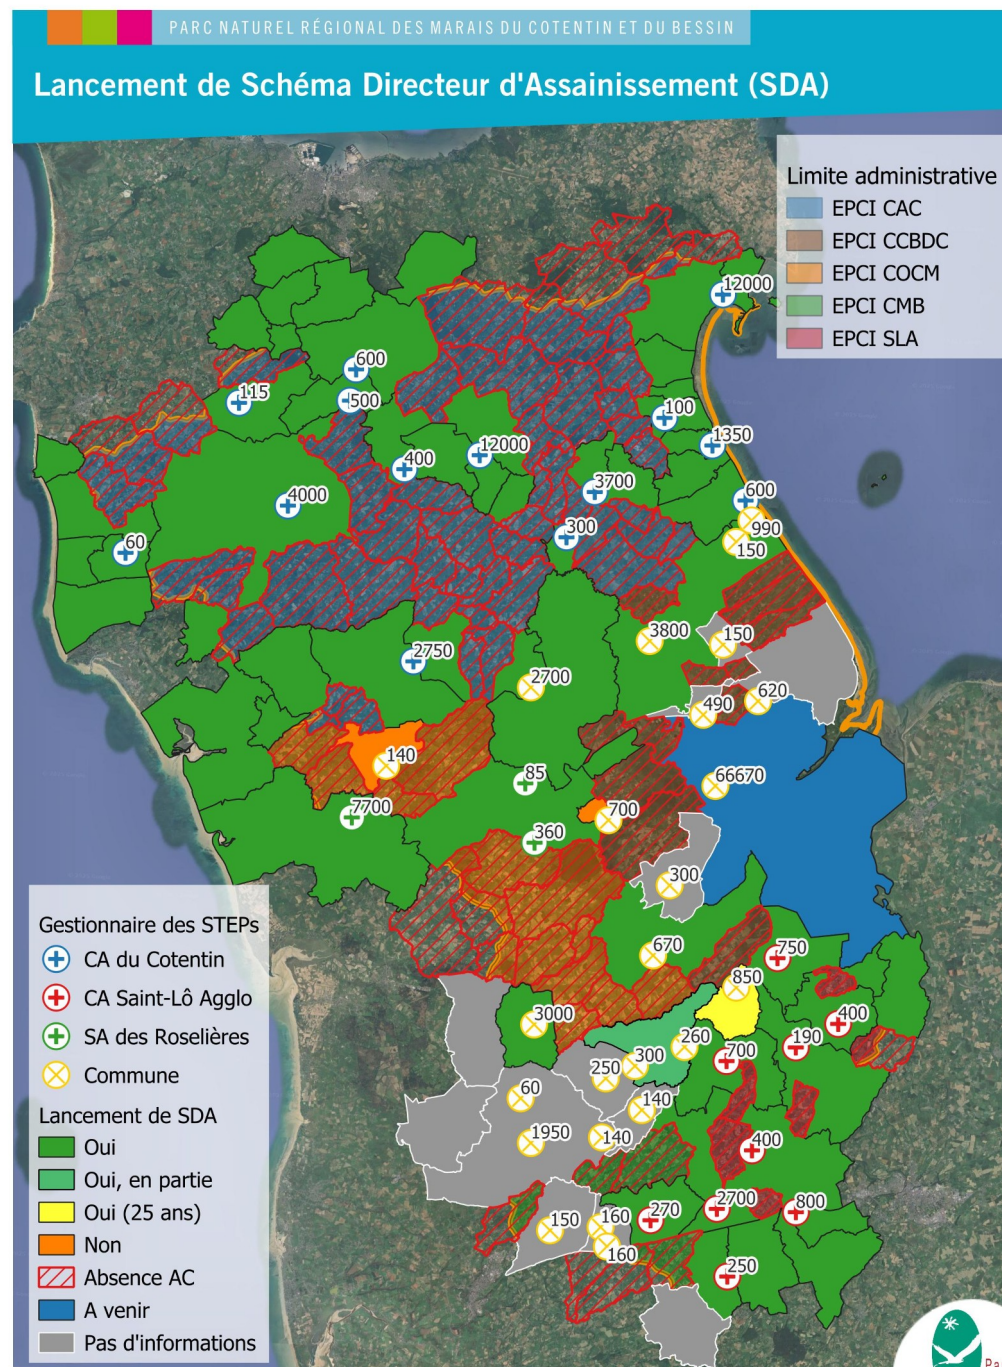 PARC NATUREL RÉGIONAL DES MARAIS DU COTENTIN ET DU BESSIN
Lancement de Schéma Directeur d'Assainissement (SDA)
Limite administrative
EPCI CAC
EPCI CCBDC
EPCI COCM
EPCI CMB
EPCI SLA
12000
600
115
500
100
1350
12000
400
3700
4000
600
990
300
150
60
3800
150
2750
2700
620
490
140
85
66670
7700
700
360
300
670
750
850
3000
400
190
260
700
300
250
60
140
140
1950
400
2700
800
270
160
150
160
250
Gestionnaire des STEPs
CA du Cotentin
CA Saint-Lô Agglo
SA des Roselières
Commune
Lancement de SDA
Oui
Oui, en partie
Oui (25 ans)
Non
Absence AC
A venir
Pas d'informations